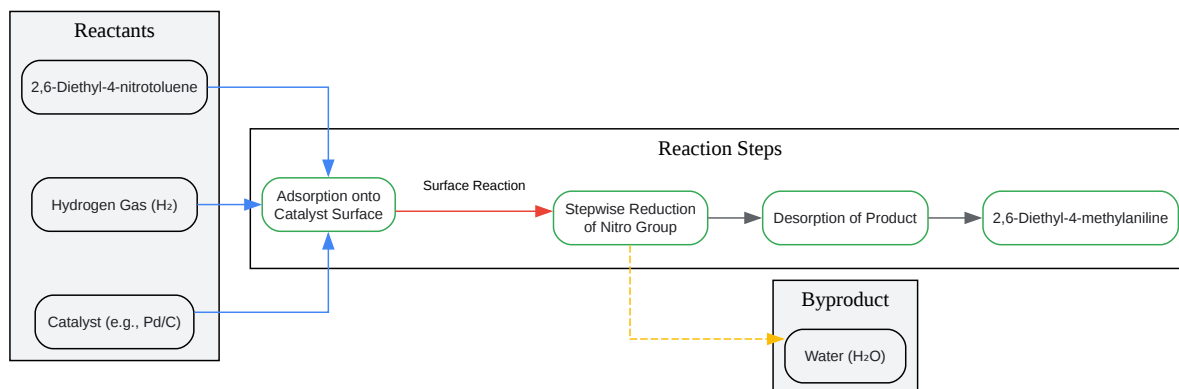 Reactants
2,6-Diethyl-4-nitrotoluene
Hydrogen Gas (H₂)
Catalyst (e.g., Pd/C)
Reaction Steps
Adsorption onto
Catalyst Surface
Surface Reaction
Stepwise Reduction
of Nitro Group
Desorption of Product
2,6-Diethyl-4-methylaniline
Byproduct
Water (H₂O)